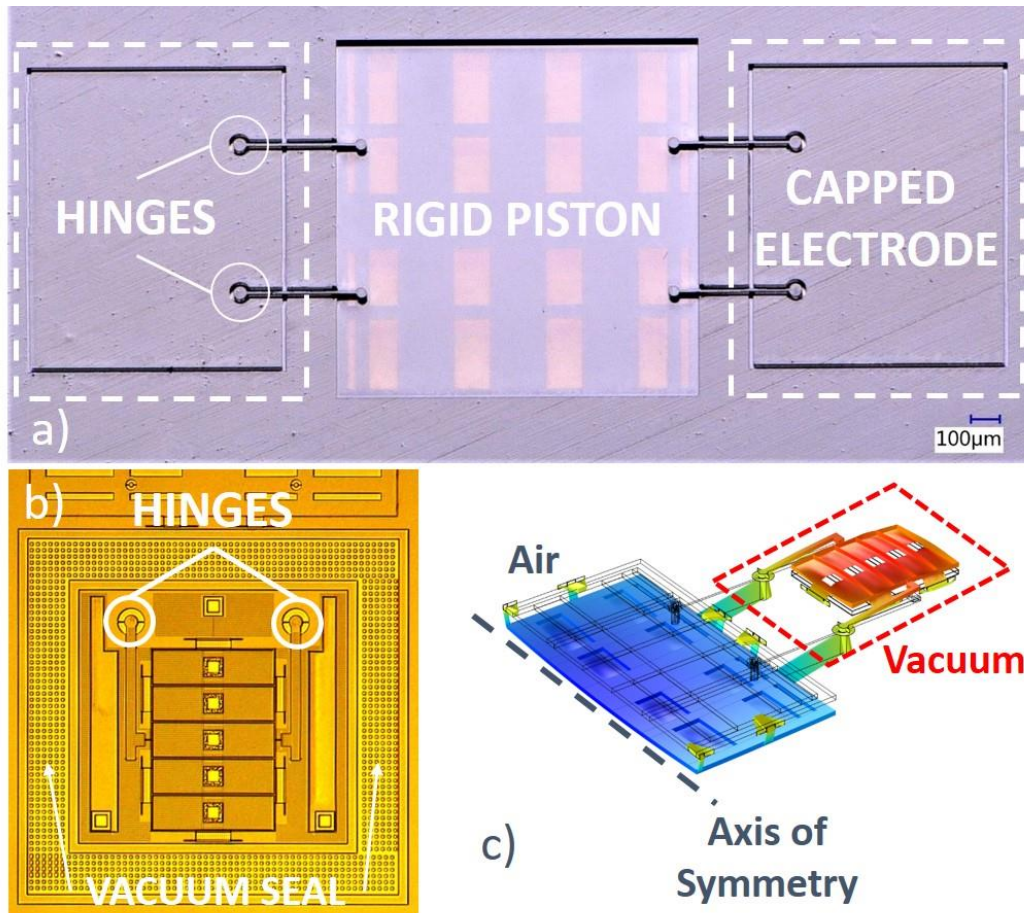 HINGES
RIGID PISTON
CAPPED
ELECTRODE
a)
100µm
b)
HINGES
VACUUM SEAL
Air
Vacuum
Axis of
Symmetry
c)